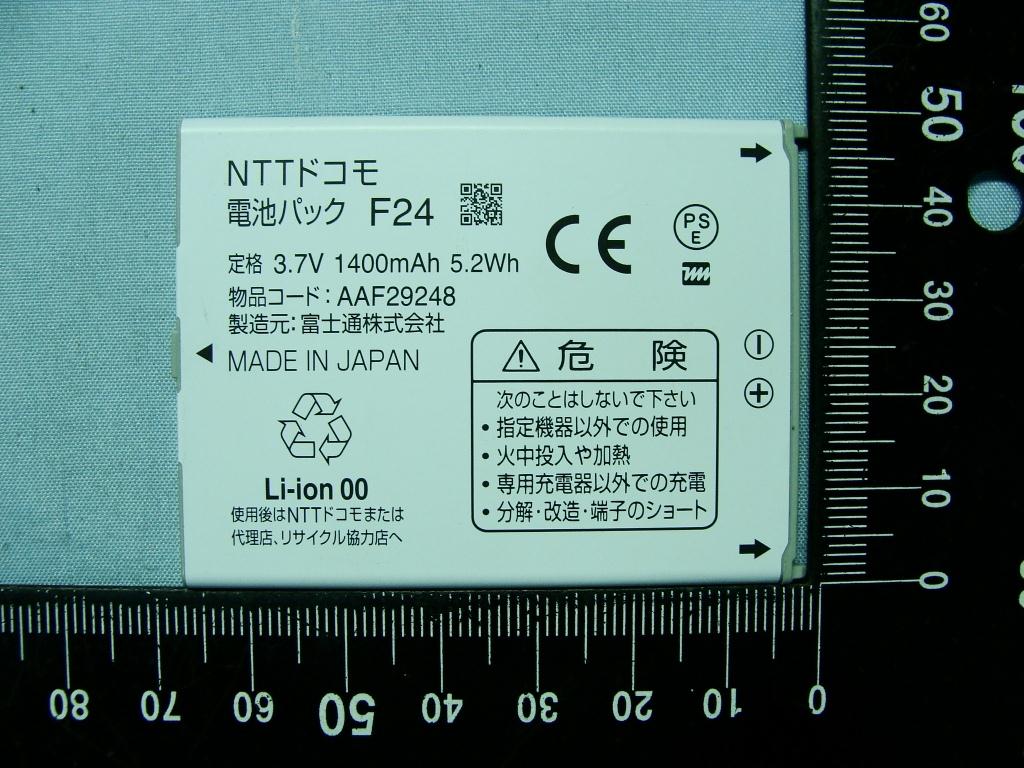 NTTドコモ
電池パック F24
定格 3.7V 1400mAh 5.2Wh
物品コード：AAF29248
製造元：富士通株式会社
MADE IN JAPAN
Li-ion 00
使用後はNTTドコモまたは
代理店、リサイクル協力店へ
CE
PS
E
⚠ 危 険
次のことはしないで下さい
・指定機器以外での使用
・火中投入や加熱
・専用充電器以外での充電
・分解・改造・端子のショート
60
50
40
30
20
10
0
80 70 60 50 40 30 20 10 0